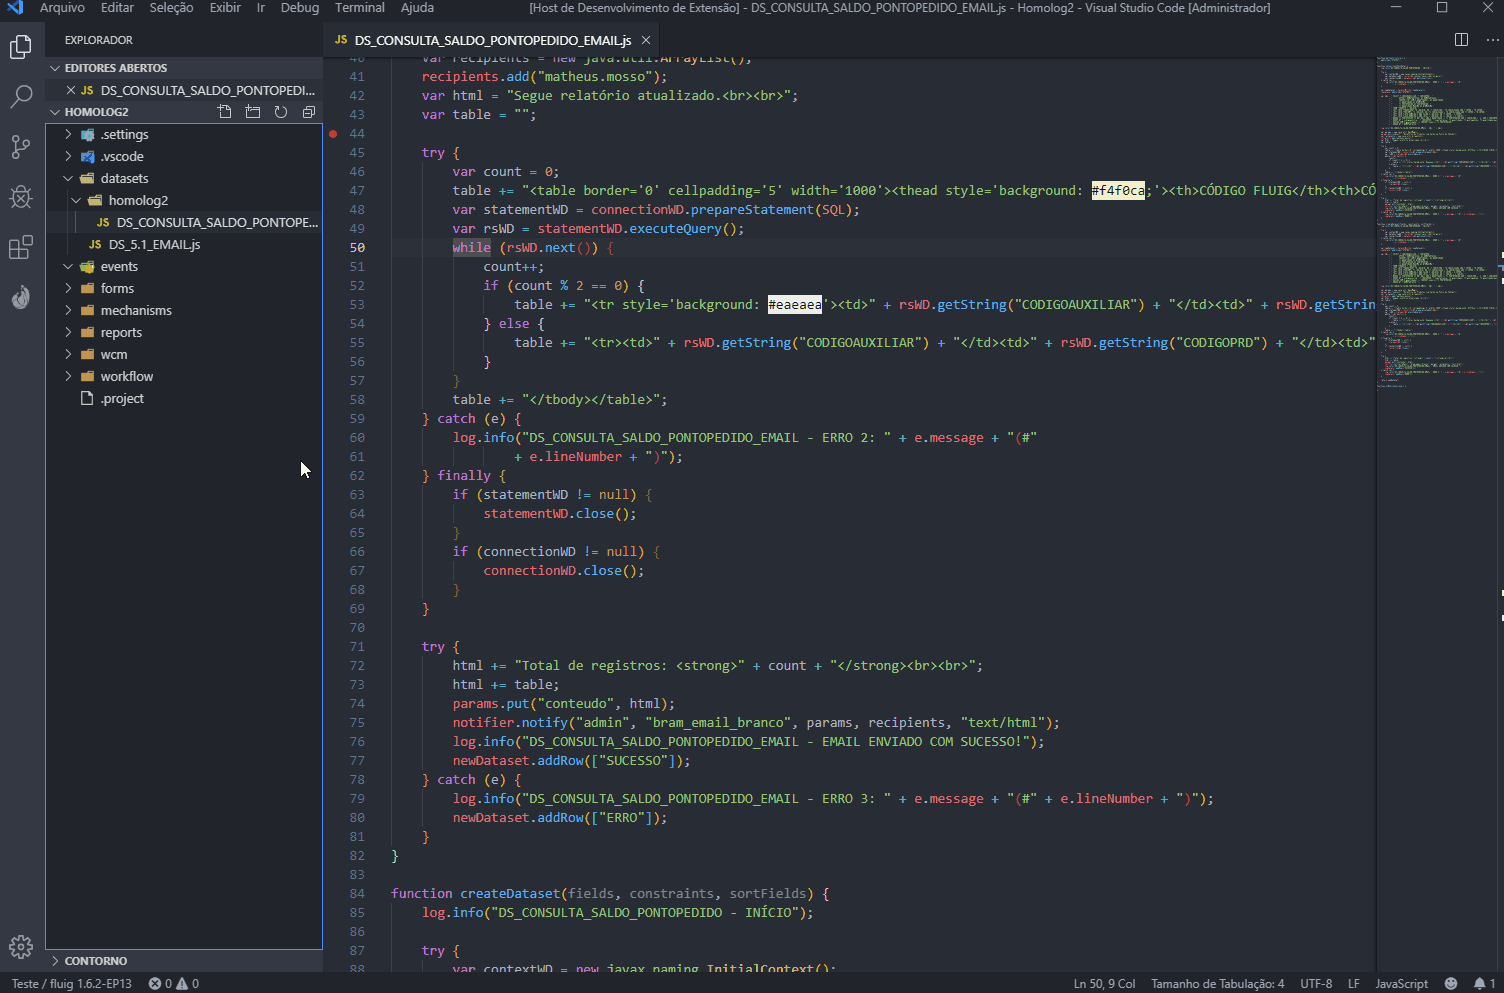 Arquivo Editar Seleção Exibir Ir Debug Terminal Ajuda
[Host de Desenvolvimento de Extensão] - DS_CONSULTA_SALDO_PONTOPEDIDO_EMAIL.js - Homolog2 - Visual Studio Code [Administrador]
EXPLORADOR
EDITORES ABERTOS
JS DS_CONSULTA_SALDO_PONTOPEDI...
HOMOLOG2
.settings
.vscode
datasets
homolog2
JS DS_CONSULTA_SALDO_PONTOPE...
JS DS_5.1_EMAIL.js
events
forms
mechanisms
reports
wcm
workflow
.project
CONTORNO
JS DS_CONSULTA_SALDO_PONTOPEDIDO_EMAIL.js
40 var recipients = new java.util.ArrayList();
41 recipients.add("matheus.mosso");
42 var html = "Segue relatório atualizado.<br><br>";
43 var table = "";
44
45 try {
46 var count = 0;
47 table += "<table border='0' cellpadding='5' width='1000'><thead style='background: #f4f0ca;'><th>CÓDIGO FLUIG</th><th>CÓ
48 var statementWD = connectionWD.prepareStatement(SQL);
49 var rsWD = statementWD.executeQuery();
50 while (rsWD.next()) {
51 count++;
52 if (count % 2 == 0) {
53 table += "<tr style='background: #eaeaea'><td>" + rsWD.getString("CODIGOAUXILIAR") + "</td><td>" + rsWD.getStrin
54 } else {
55 table += "<tr><td>" + rsWD.getString("CODIGOAUXILIAR") + "</td><td>" + rsWD.getString("CODIGOPRD") + "</td><td>"
56 }
57 }
58 table += "</tbody></table>";
59 } catch (e) {
60 log.info("DS_CONSULTA_SALDO_PONTOPEDIDO_EMAIL - ERRO 2: " + e.message + "(#"
61 + e.lineNumber + ")");
62 } finally {
63 if (statementWD != null) {
64 statementWD.close();
65 }
66 if (connectionWD != null) {
67 connectionWD.close();
68 }
69 }
70
71 try {
72 html += "Total de registros: <strong>" + count + "</strong><br><br>";
73 html += table;
74 params.put("conteudo", html);
75 notifier.notify("admin", "bram_email_branco", params, recipients, "text/html");
76 log.info("DS_CONSULTA_SALDO_PONTOPEDIDO_EMAIL - EMAIL ENVIADO COM SUCESSO!");
77 newDataset.addRow(["SUCESSO"]);
78 } catch (e) {
79 log.info("DS_CONSULTA_SALDO_PONTOPEDIDO_EMAIL - ERRO 3: " + e.message + "(#" + e.lineNumber + ")");
80 newDataset.addRow(["ERRO"]);
81 }
82 }
83
84 function createDataset(fields, constraints, sortFields) {
85 log.info("DS_CONSULTA_SALDO_PONTOPEDIDO - INÍCIO");
86
87 try {
88 var contextWD = new javax.naming.InitialContext();
Teste / fluig 1.6.2-EP13 0 0
Ln 50, 9 Col Tamanho de Tabulação: 4 UTF-8 LF JavaScript 1